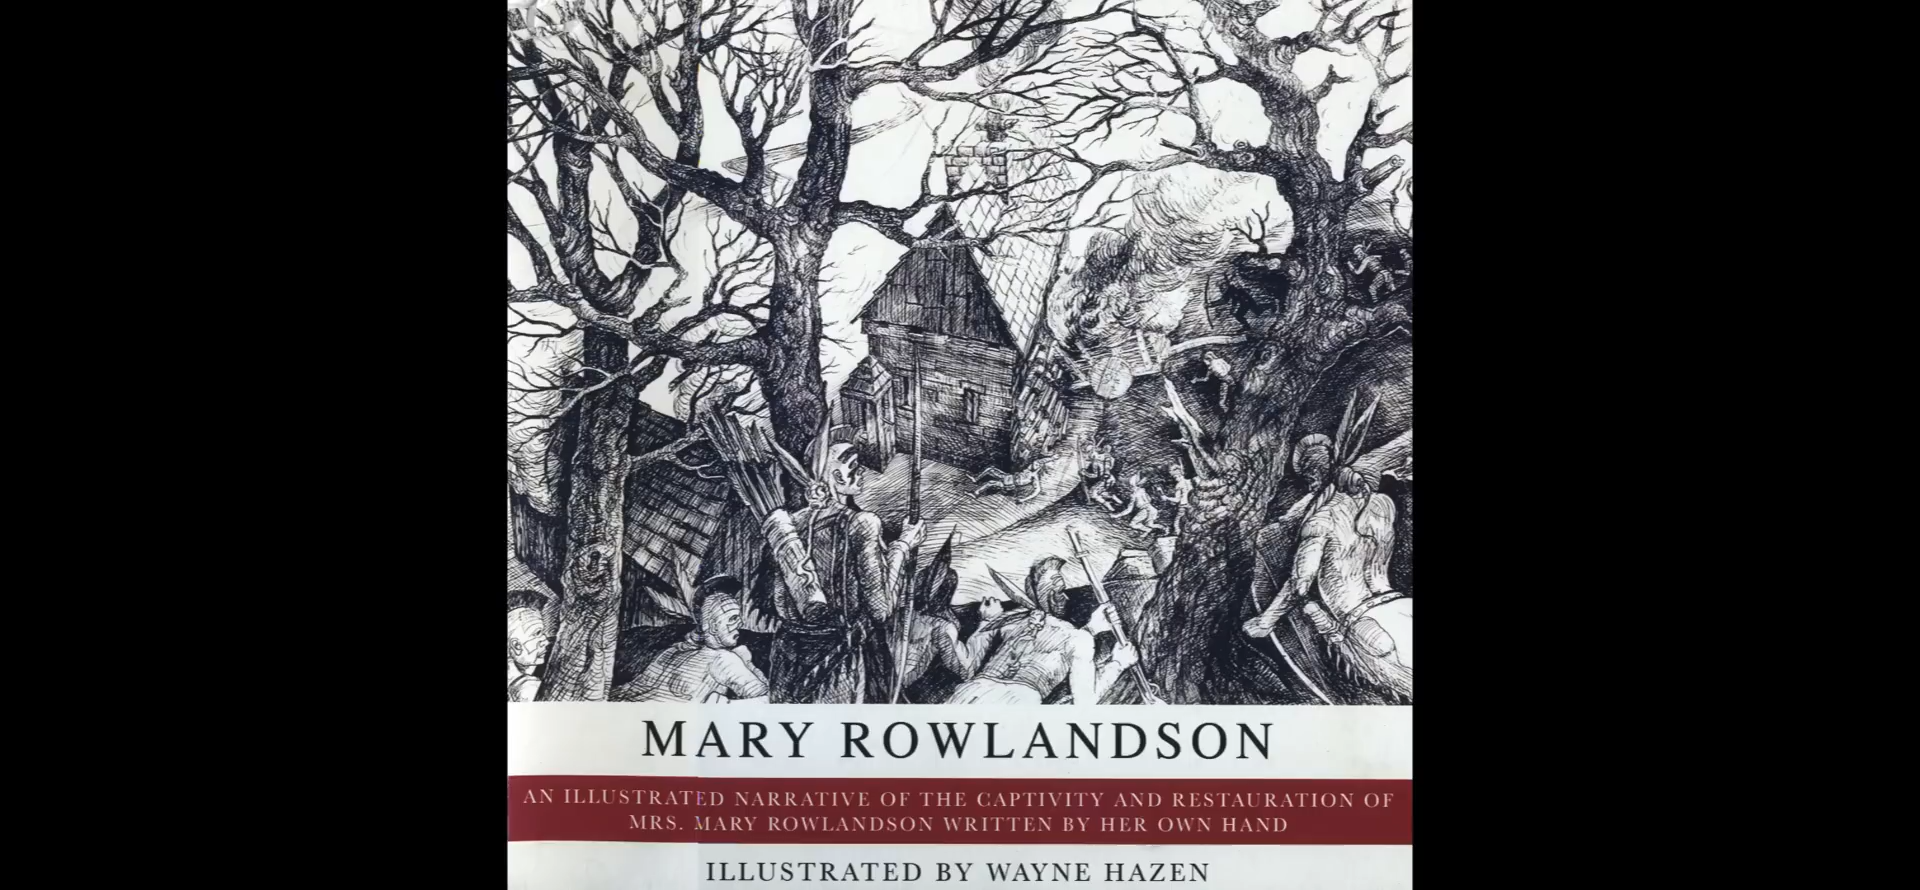 MARY ROWLANDSON
AN ILLUSTRATED NARRATIVE OF THE CAPTIVITY AND RESTAURATION OF
MRS. MARY ROWLANDSON WRITTEN BY HER OWN HAND
ILLUSTRATED BY WAYNE HAZEN